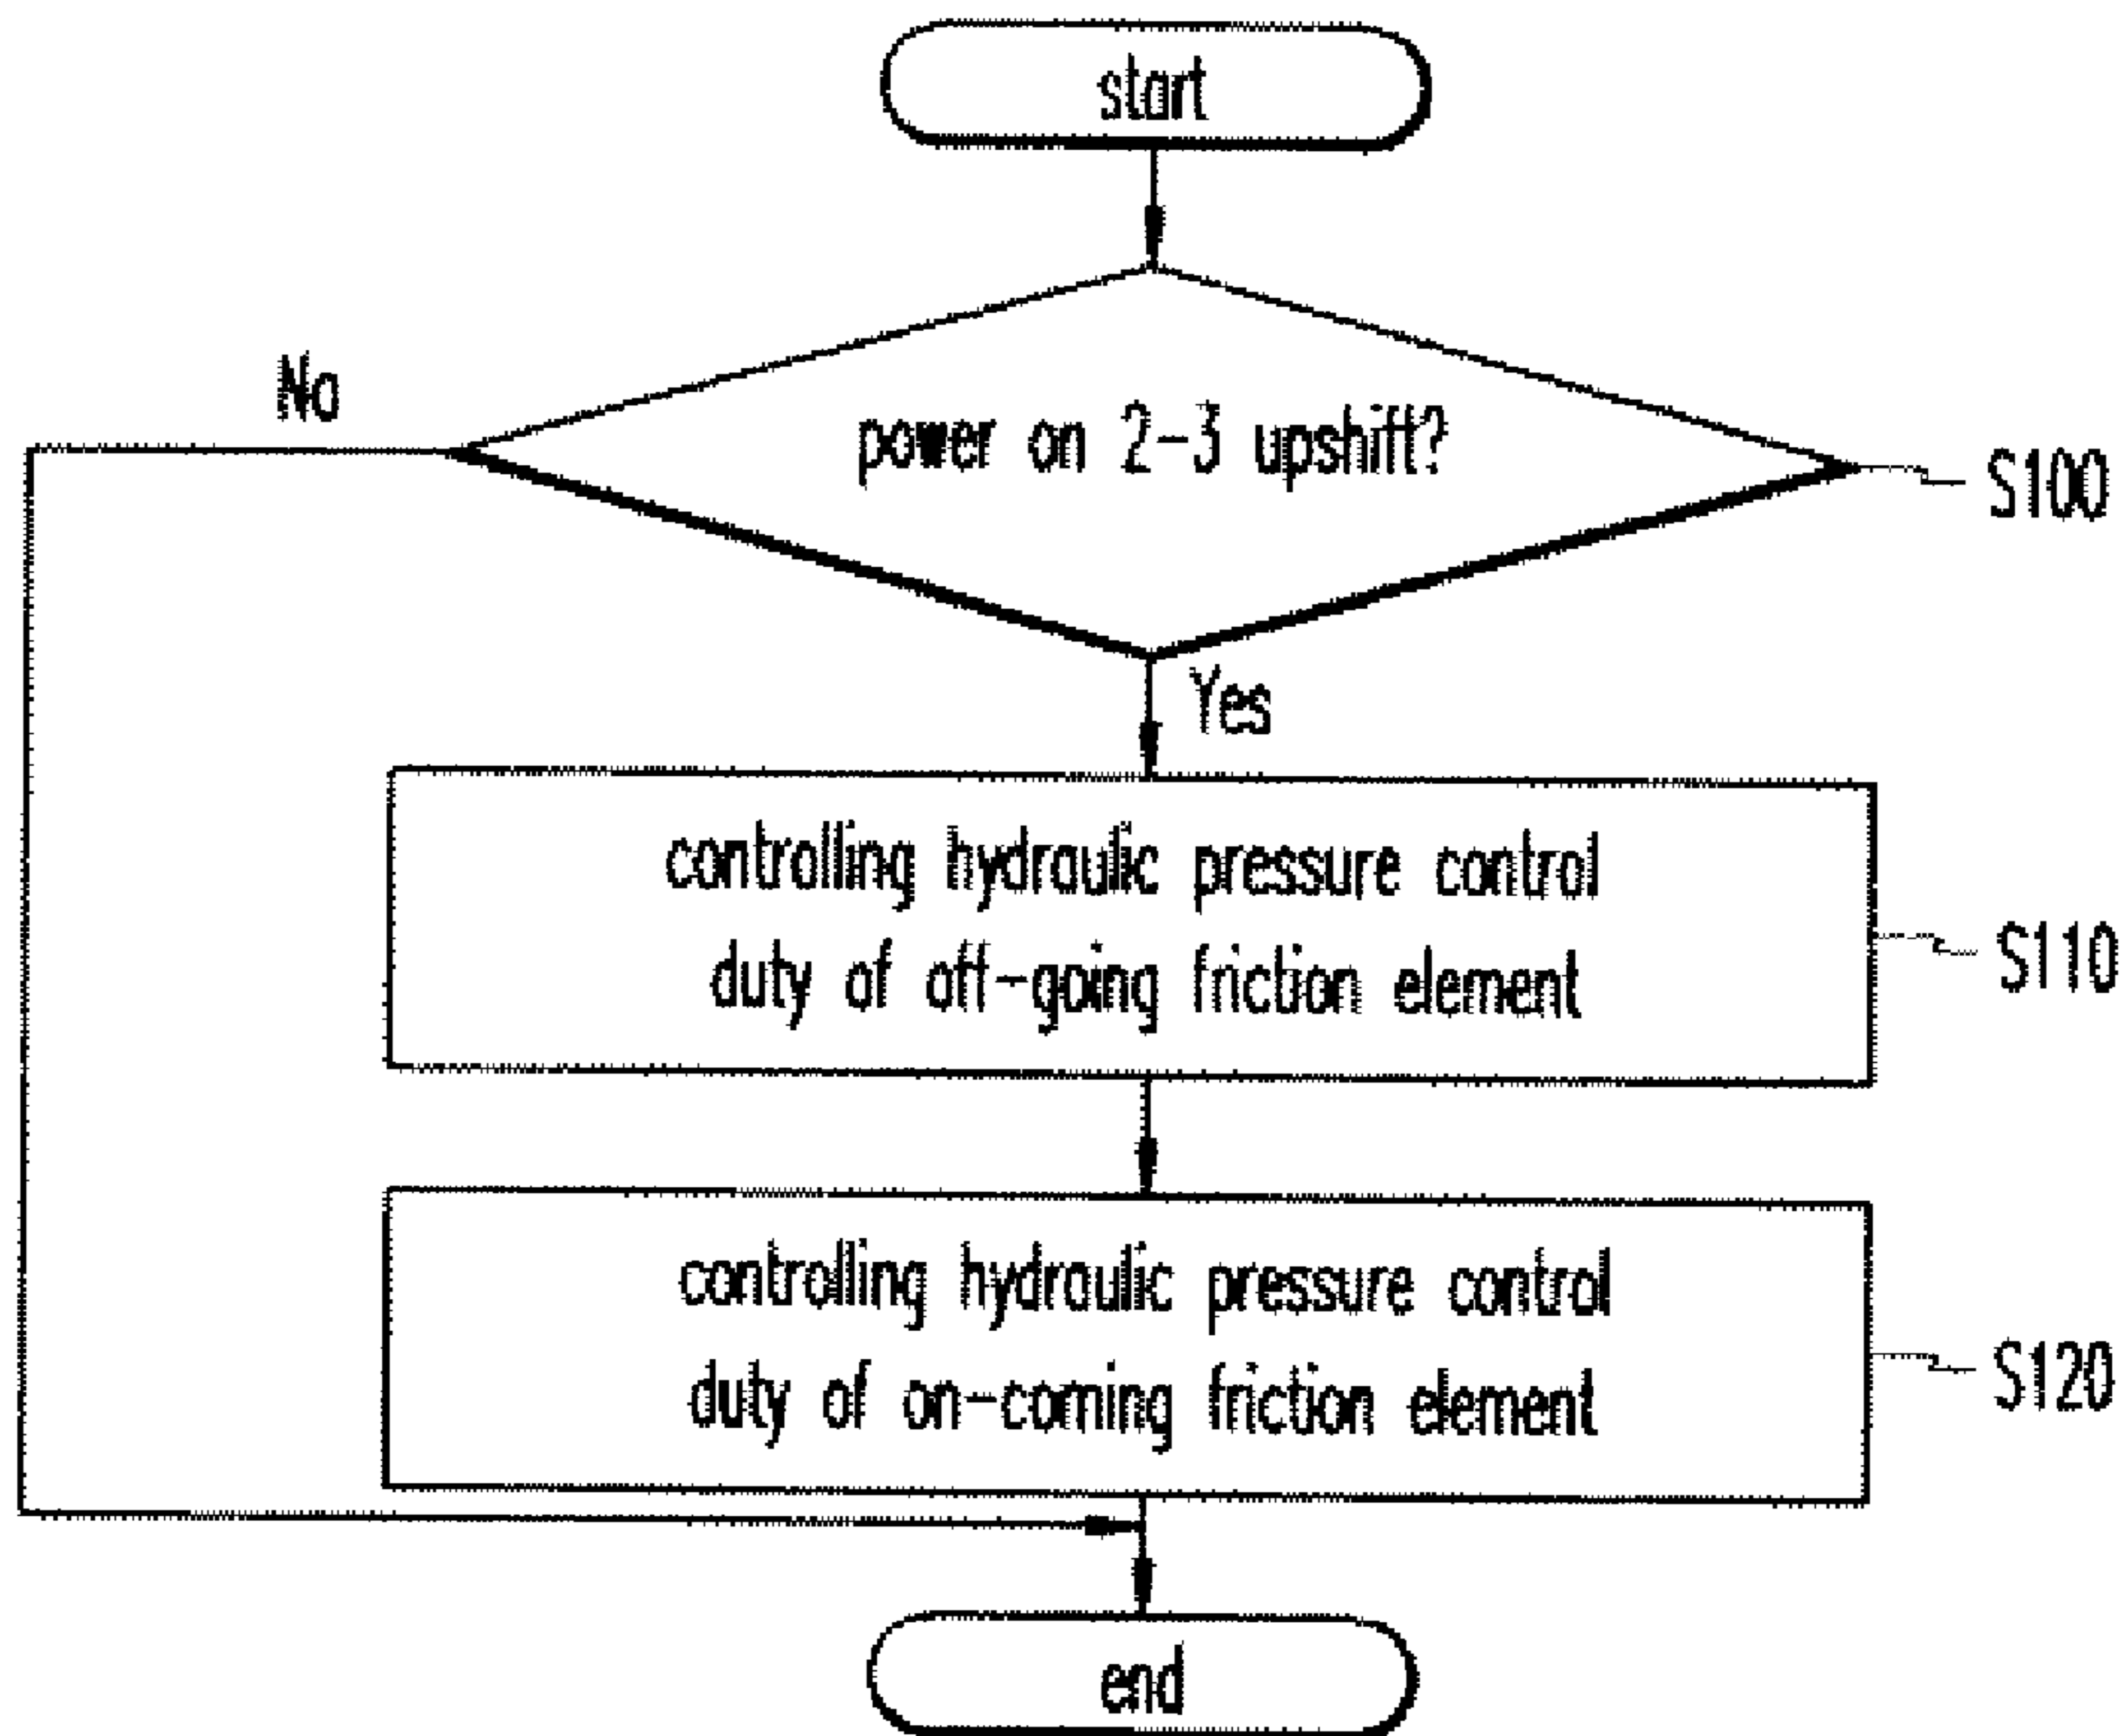 start
No
power on 2-3 upshift?
S100
Yes
controlling hydraulic pressure control
duty of off-going friction element
S110
controlling hydraulic pressure control
duty of on-coming friction element
S120
end